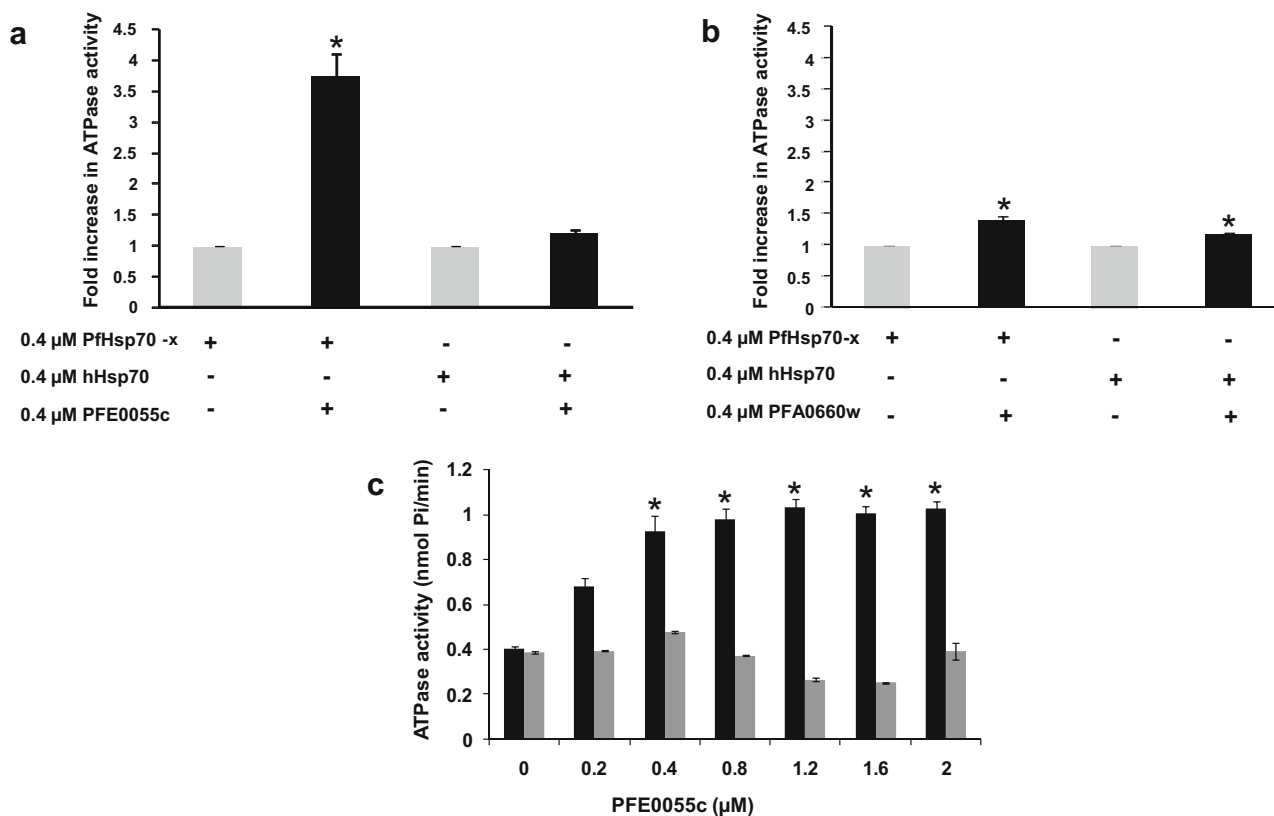 a
Fold increase in ATPase activity
4.5
4
3.5
3
2.5
2
1.5
1
0.5
0
*
0.4 µM PfHsp70 -x + + - -
0.4 µM hHsp70 - - + +
0.4 µM PFE0055c - + - +
b
Fold increase in ATPase activity
4.5
4
3.5
3
2.5
2
1.5
1
0.5
0
* *
0.4 µM PfHsp70-x + + - -
0.4 µM hHsp70 - - + +
0.4 µM PFA0660w - + - +
c
ATPase activity (nmol Pi/min)
1.2
1
0.8
0.6
0.4
0.2
0
* * * * *
0 0.2 0.4 0.8 1.2 1.6 2
PFE0055c (µM)